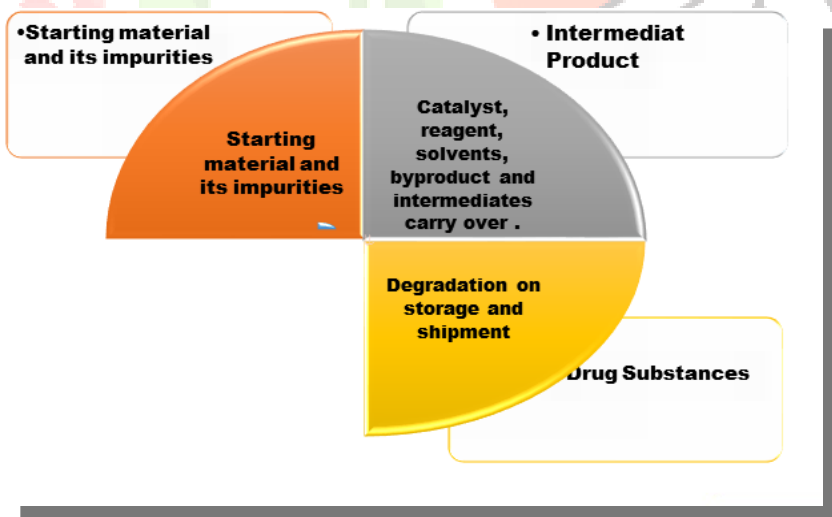 •Starting material
and its impurities
• Intermediat
Product
Starting
material and
its impurities
Catalyst,
reagent,
solvents,
byproduct and
intermediates
carry over .
Degradation on
storage and
shipment
Drug Substances